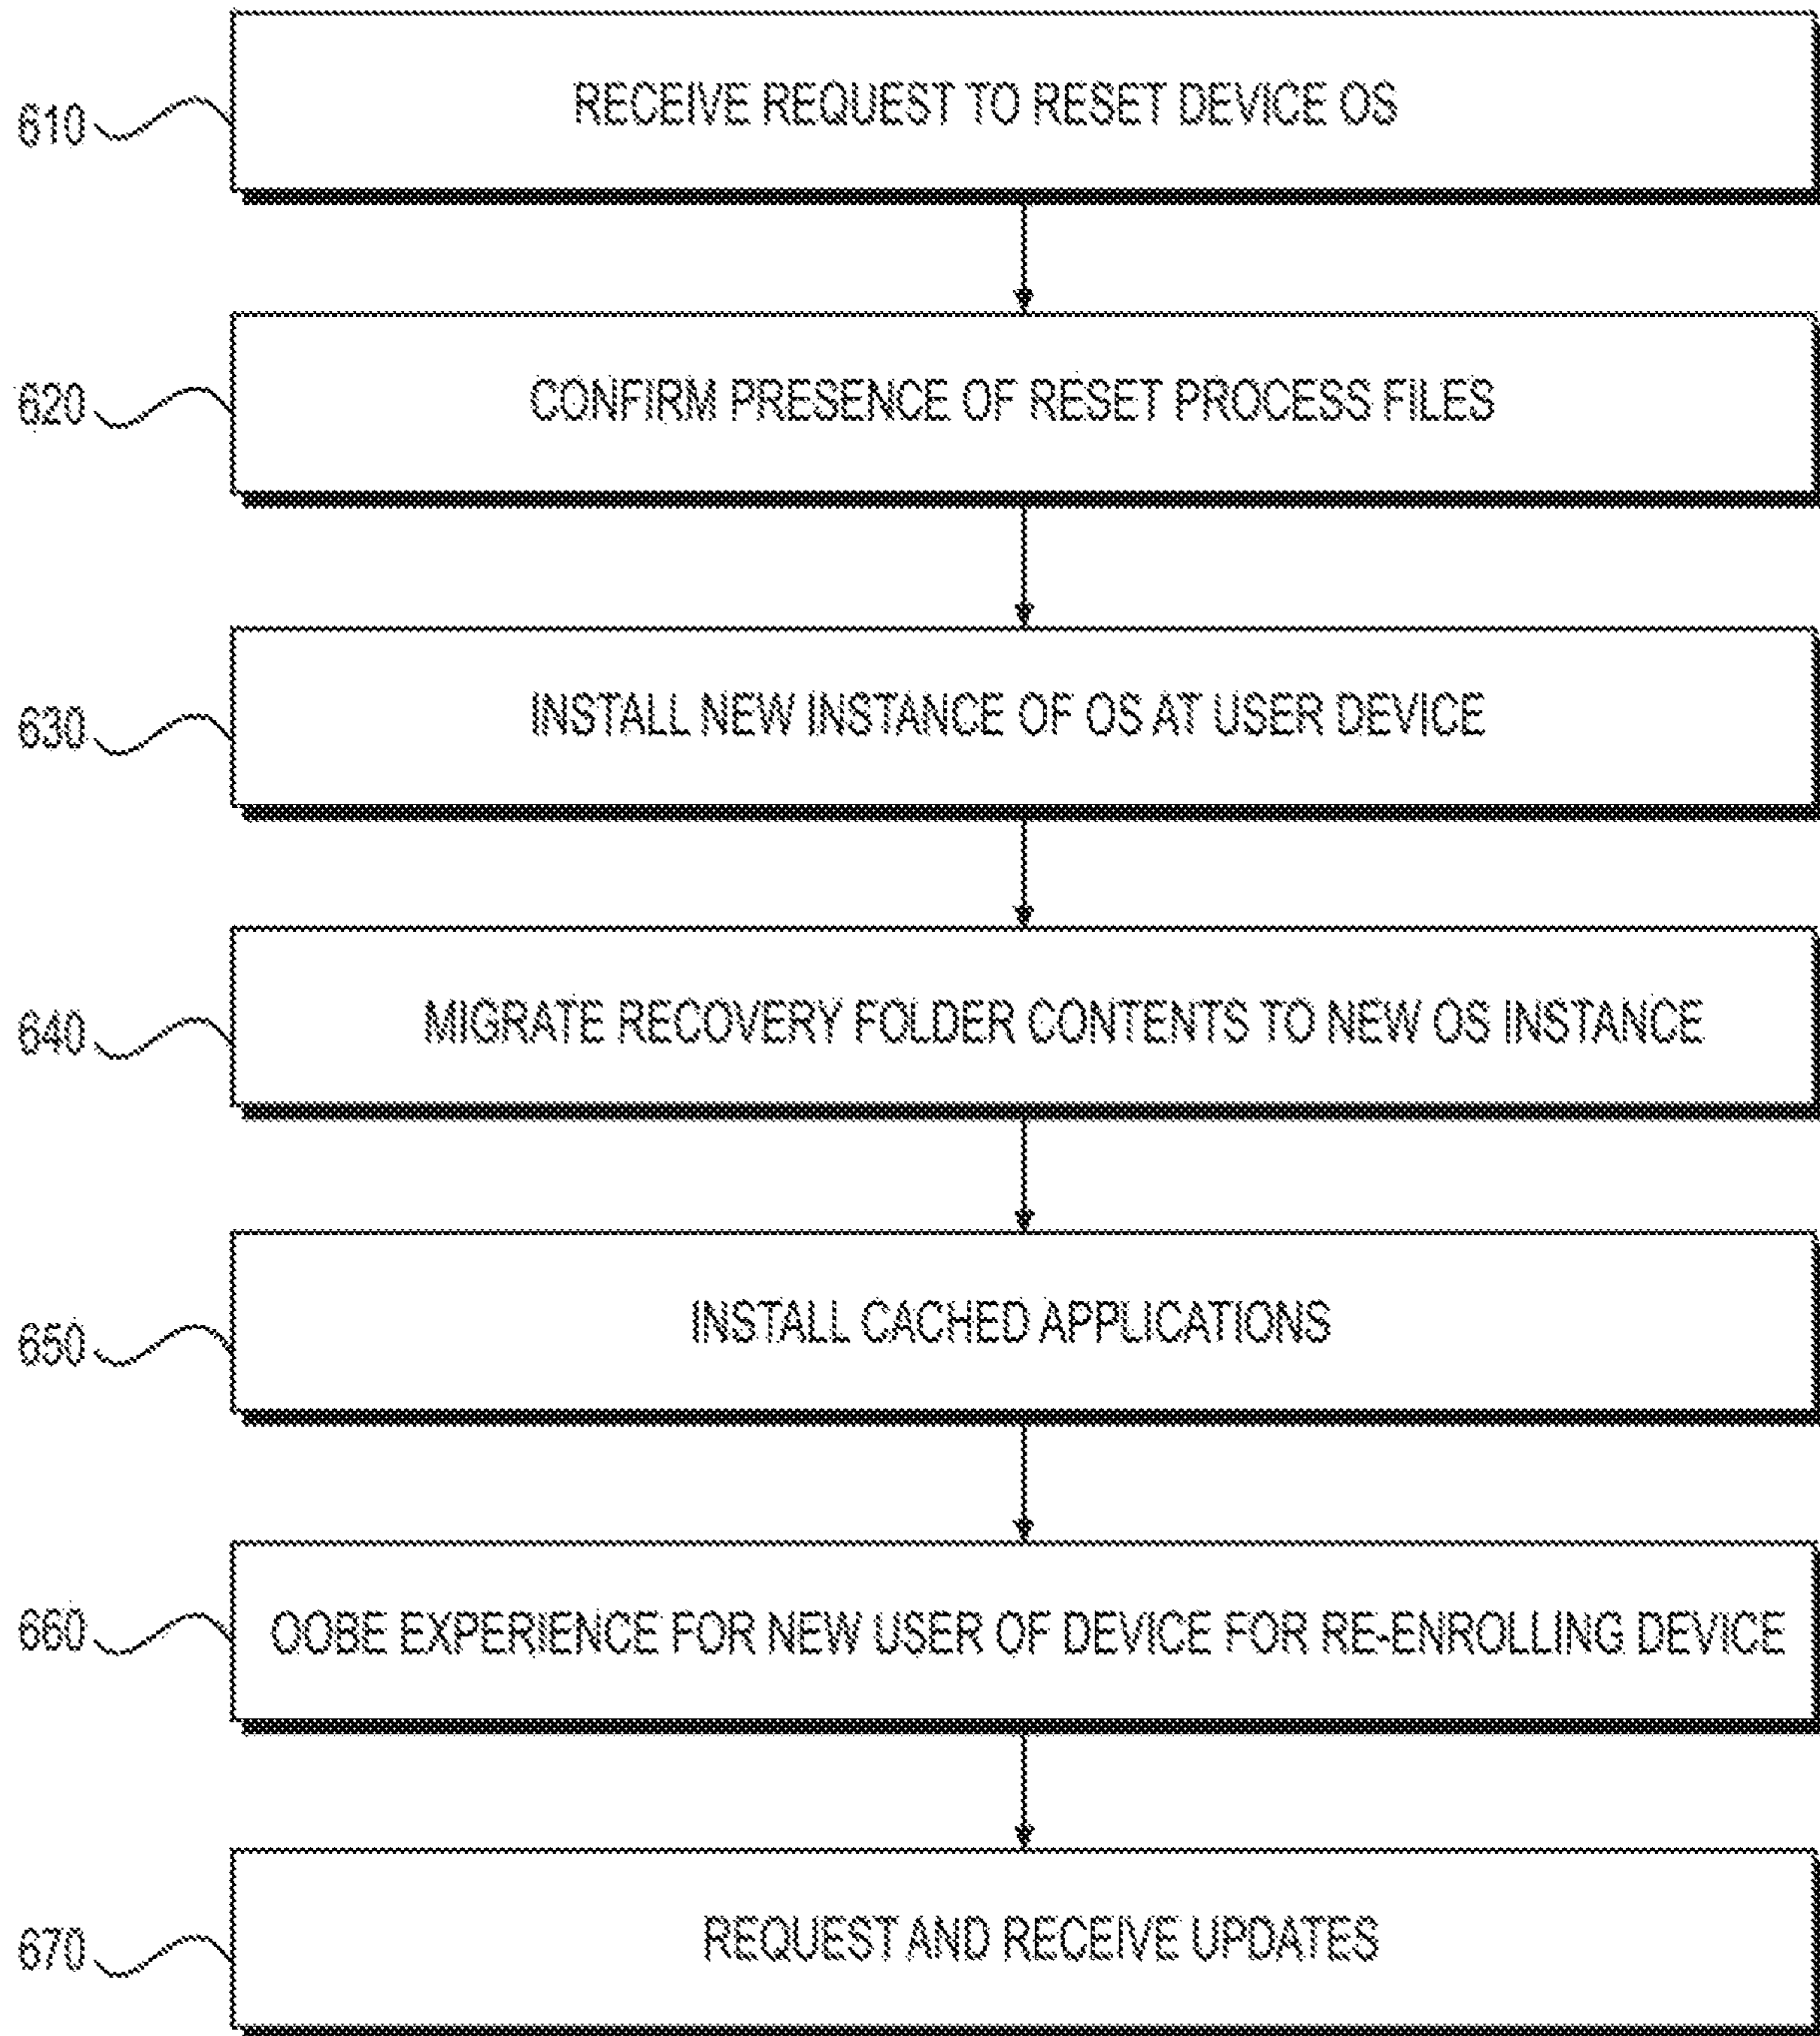 610
RECEIVE REQUEST TO RESET DEVICE OS
620
CONFIRM PRESENCE OF RESET PROCESS FILES
630
INSTALL NEW INSTANCE OF OS AT USER DEVICE
640
MIGRATE RECOVERY FOLDER CONTENTS TO NEW OS INSTANCE
650
INSTALL CACHED APPLICATIONS
660
OOBE EXPERIENCE FOR NEW USER OF DEVICE FOR RE-ENROLLING DEVICE
670
REQUEST AND RECEIVE UPDATES